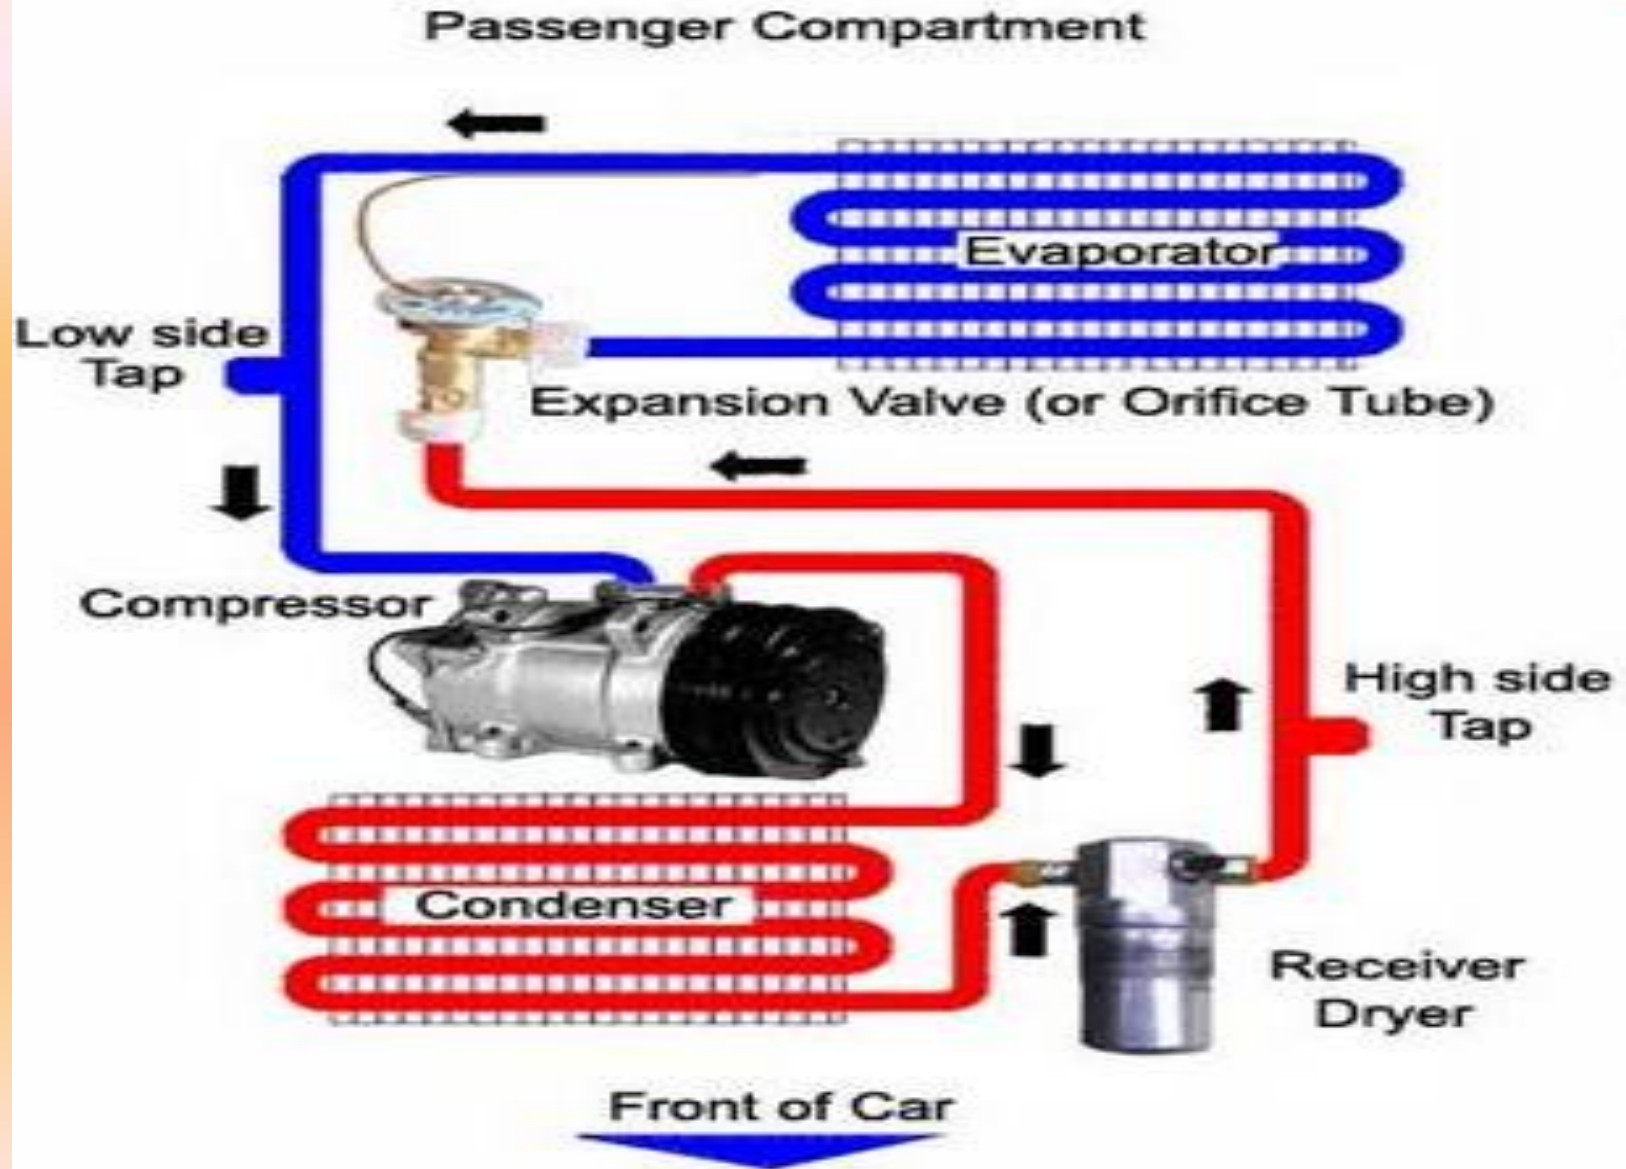 Passenger Compartment
Evaporator
Low side
Tap
Expansion Valve (or Orifice Tube)
Compressor
High side
Tap
Condenser
Receiver
Dryer
Front of Car